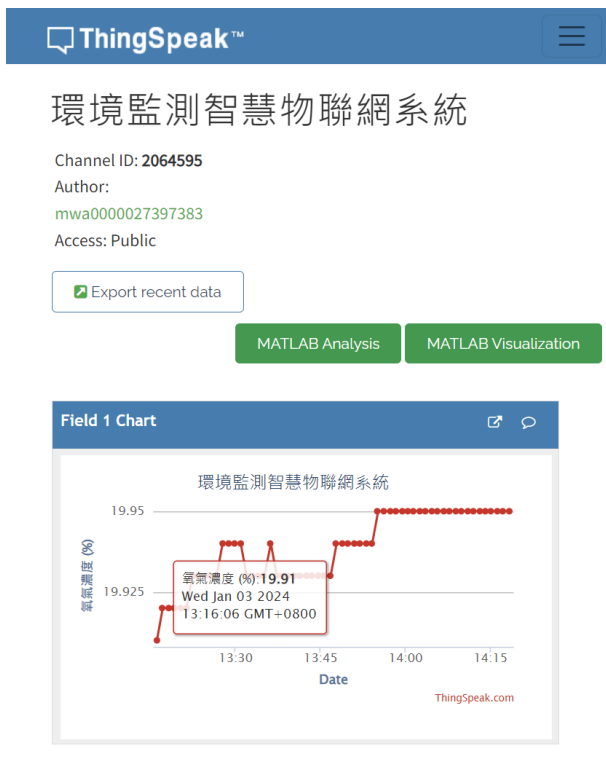 ThingSpeak™
環境監測智慧物聯網系統
Channel ID: 2064595
Author:
mwa0000027397383
Access: Public
Export recent data
MATLAB Analysis
MATLAB Visualization
Field 1 Chart
環境監測智慧物聯網系統
19.95
19.925
氧氣濃度 (%)
氧氣濃度 (%):19.91
Wed Jan 03 2024
13:16:06 GMT+0800
13:30
13:45
14:00
14:15
Date
ThingSpeak.com